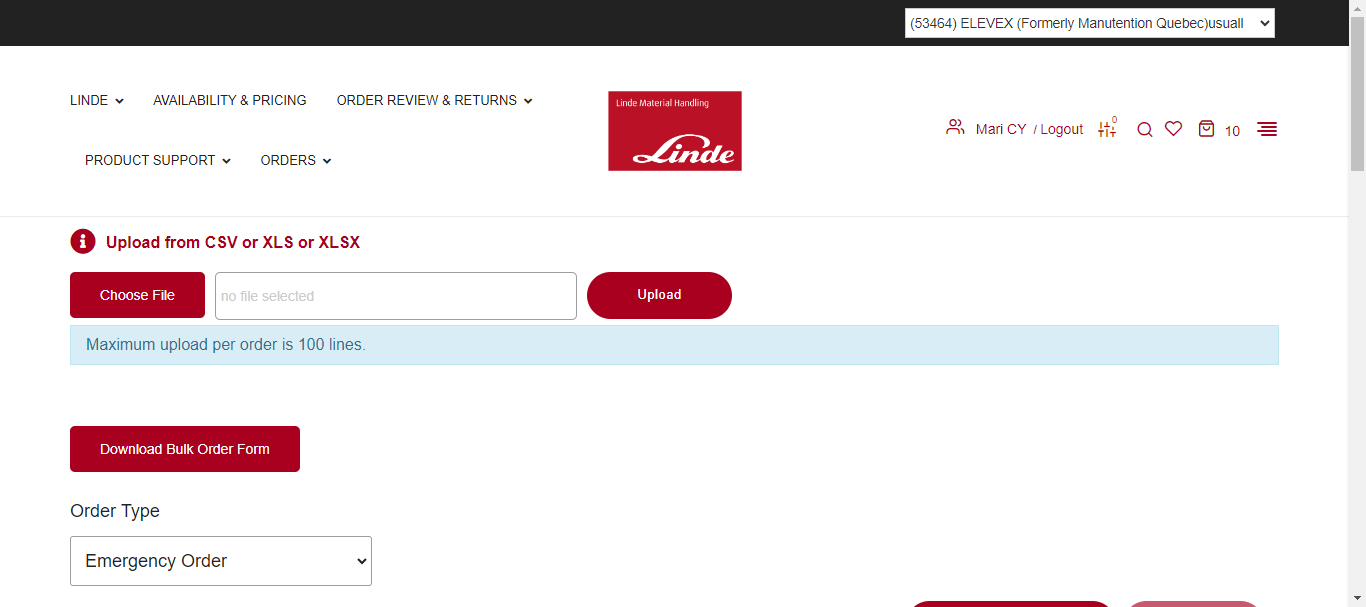 (53464) ELEVEX (Formerly Manutention Quebec)usuall
LINDE
AVAILABILITY & PRICING
ORDER REVIEW & RETURNS
PRODUCT SUPPORT
ORDERS
Linde Material Handling
Linde
Mari CY / Logout
0
10
Upload from CSV or XLS or XLSX
Choose File
no file selected
Upload
Maximum upload per order is 100 lines.
Download Bulk Order Form
Order Type
Emergency Order